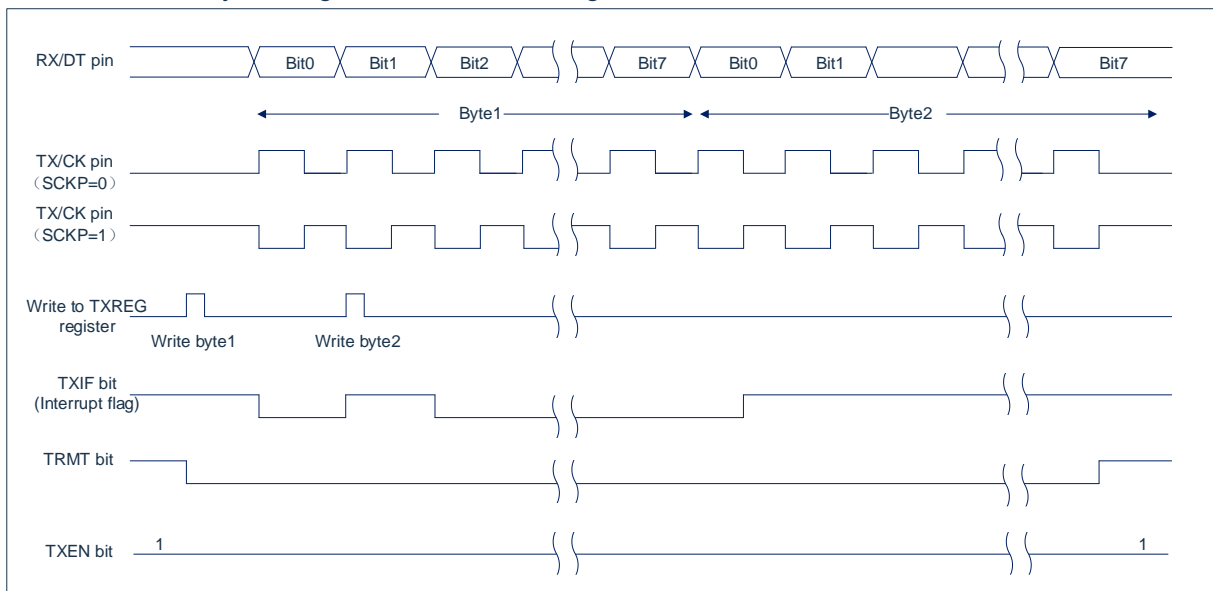 RX/DT pin
Bit0 Bit1 Bit2 Bit7 Bit0 Bit1 Bit7
Byte1 Byte2
TX/CK pin
（SCKP=0）
TX/CK pin
（SCKP=1）
Write to TXREG
register
Write byte1 Write byte2
TXIF bit
(Interrupt flag)
TRMT bit
TXEN bit 1 1